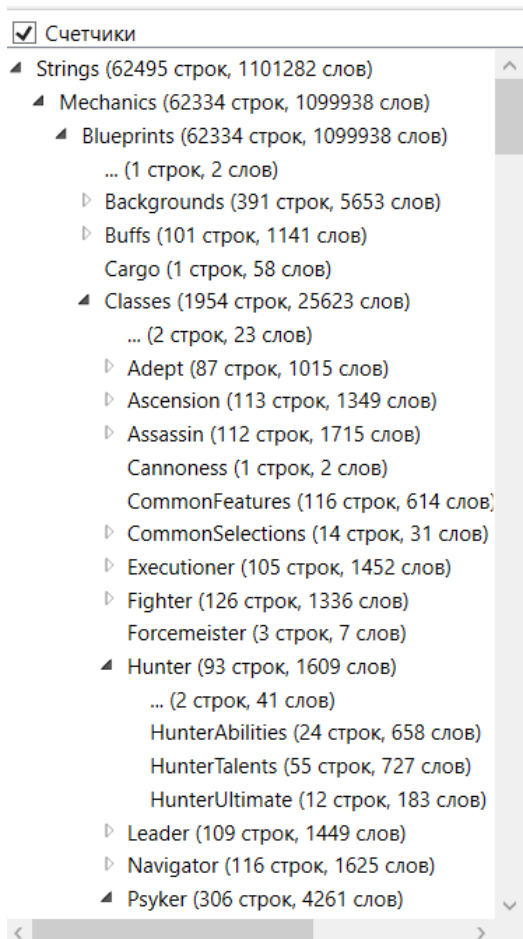 Счетчики
Strings (62495 строк, 1101282 слов)
Mechanics (62334 строк, 1099938 слов)
Blueprints (62334 строк, 1099938 слов)
... (1 строк, 2 слов)
Backgrounds (391 строк, 5653 слов)
Buffs (101 строк, 1141 слов)
Cargo (1 строк, 58 слов)
Classes (1954 строк, 25623 слов)
... (2 строк, 23 слов)
Adept (87 строк, 1015 слов)
Ascension (113 строк, 1349 слов)
Assassin (112 строк, 1715 слов)
Cannoness (1 строк, 2 слов)
CommonFeatures (116 строк, 614 слов)
CommonSelections (14 строк, 31 слов)
Executioner (105 строк, 1452 слов)
Fighter (126 строк, 1336 слов)
Forcemeister (3 строк, 7 слов)
Hunter (93 строк, 1609 слов)
... (2 строк, 41 слов)
HunterAbilities (24 строк, 658 слов)
HunterTalents (55 строк, 727 слов)
HunterUltimate (12 строк, 183 слов)
Leader (109 строк, 1449 слов)
Navigator (116 строк, 1625 слов)
Psyker (306 строк, 4261 слов)